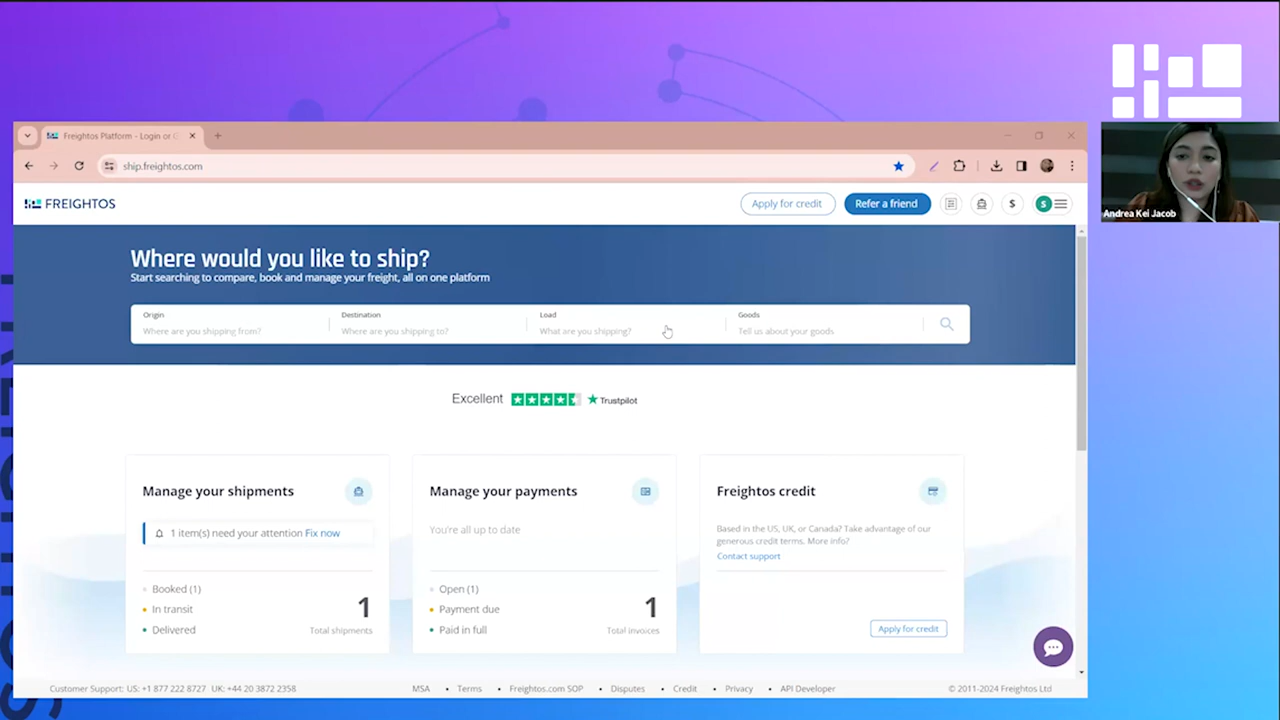 Freightos Platform - Login or
ship.freightos.com
FREIGHTOS
Apply for credit
Refer a friend
$
S
Andrea Kei Jacob
Where would you like to ship?
Start searching to compare, book and manage your freight, all on one platform
Origin
Destination
Load
Goods
Where are you shipping from?
Where are you shipping to?
What are you shipping?
Tell us about your goods
Excellent
Trustpilot
Manage your shipments
1 item(s) need your attention Fix now
Booked (1)
In transit
Delivered
1
Total shipments
Manage your payments
You're all up to date
Open (1)
Payment due
Paid in full
1
Total invoices
Freightos credit
Based in the US, UK, or Canada? Take advantage of our
generous credit terms. More info?
Contact support
Apply for credit
Customer Support: US: +1 877 222 8727 UK: +44 20 3872 2358
MSA • Terms • Freightos.com SOP • Disputes • Credit • Privacy • API Developer
© 2011-2024 Freightos Ltd